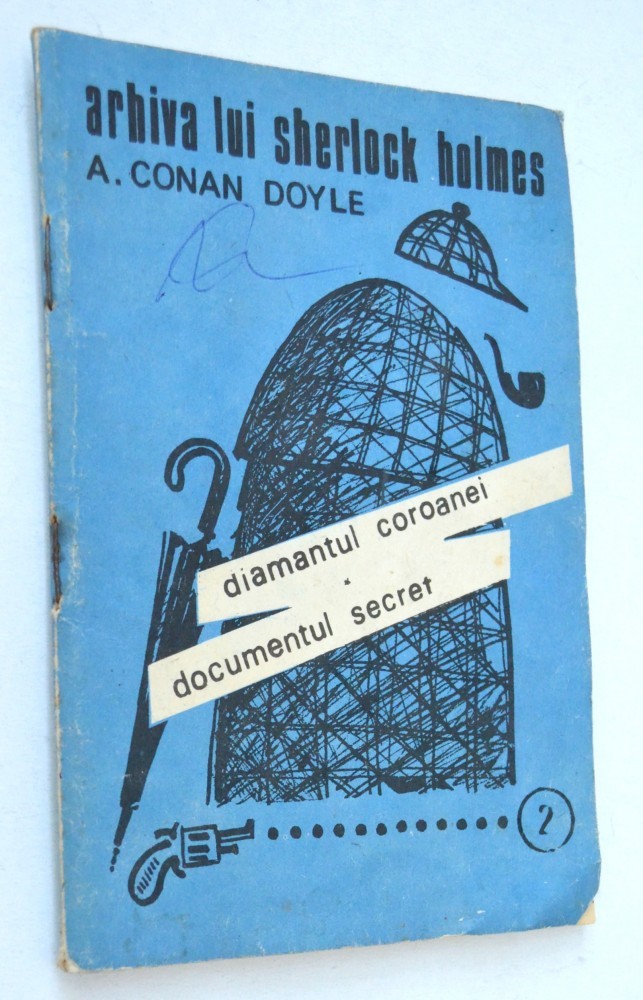 arhiva lui sherlock holmes
A. CONAN DOYLE
diamantul coroanei
*
documentul secret
2